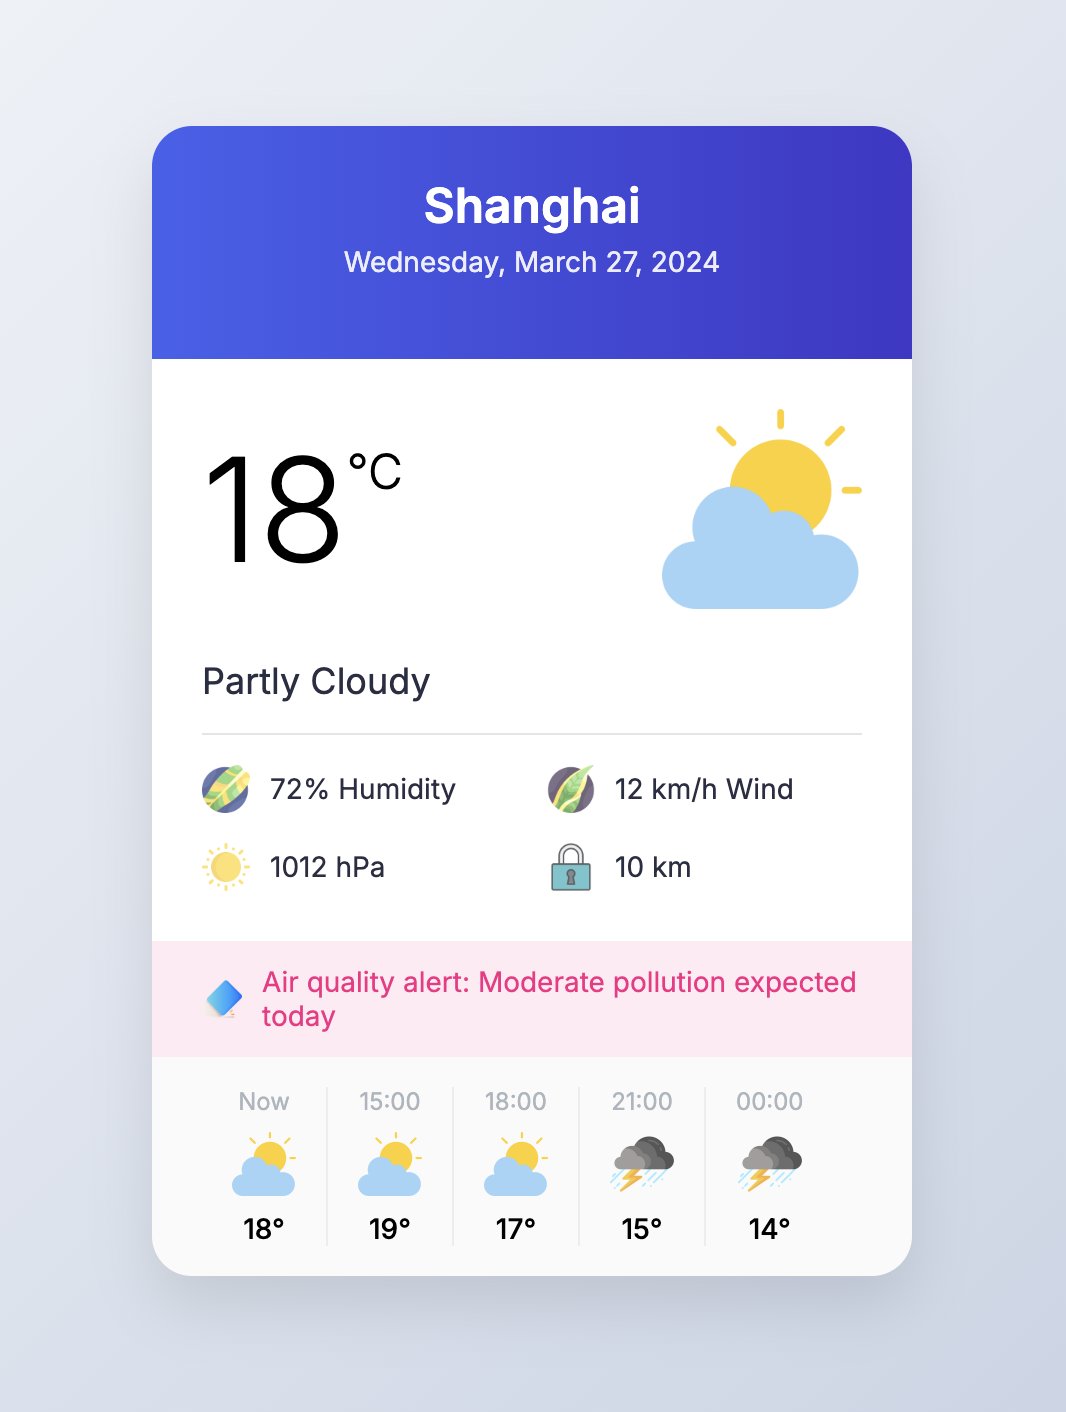 Shanghai
Wednesday, March 27, 2024
18°C
Partly Cloudy
72% Humidity
12 km/h Wind
1012 hPa
10 km
Air quality alert: Moderate pollution expected
today
Now
15:00
18:00
21:00
00:00
18°
19°
17°
15°
14°